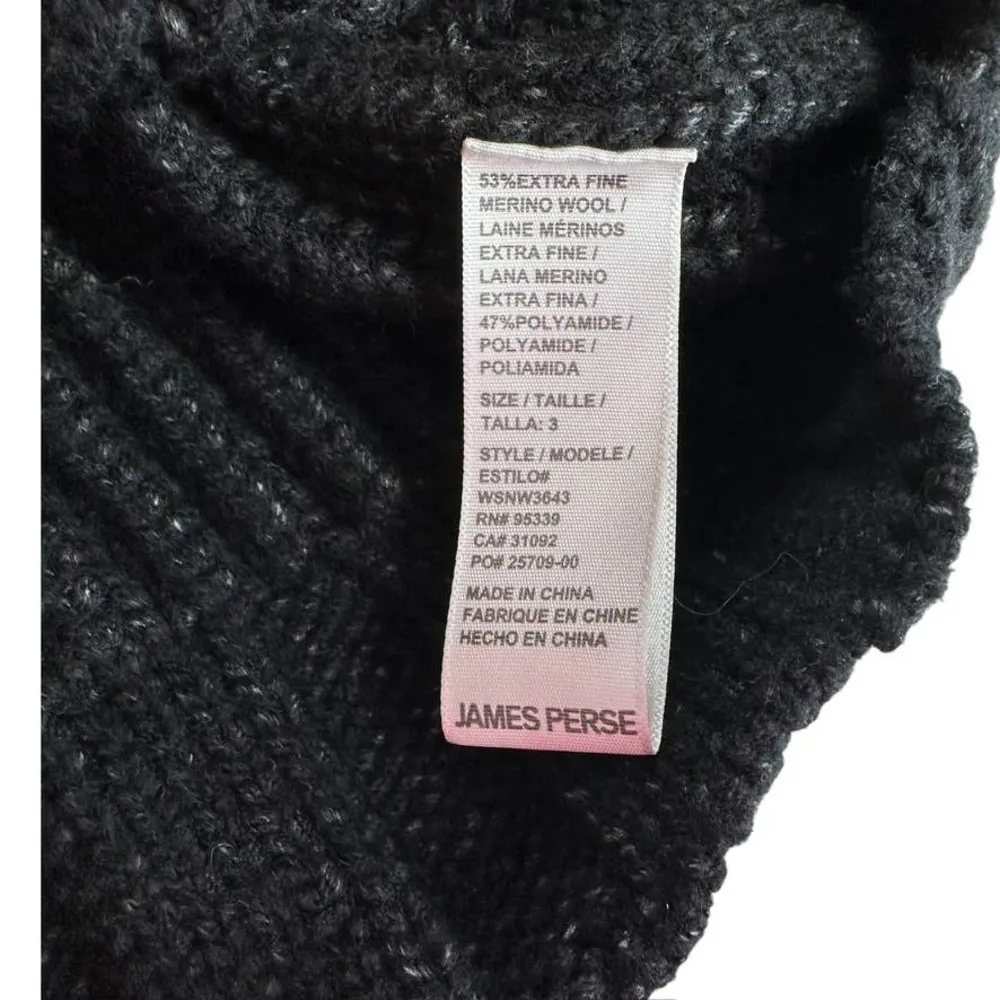 53%EXTRA FINE
MERINO WOOL /
LAINE MÉRINOS
EXTRA FINE /
LANA MERINO
EXTRA FINA /
47%POLYAMIDE /
POLYAMIDE /
POLIAMIDA
SIZE / TAILLE /
TALLA: 3
STYLE / MODELE /
ESTILO#
WSNW3643
RN# 95339
CA# 31092
PO# 25709-00
MADE IN CHINA
FABRIQUE EN CHINE
HECHO EN CHINA
JAMES PERSE